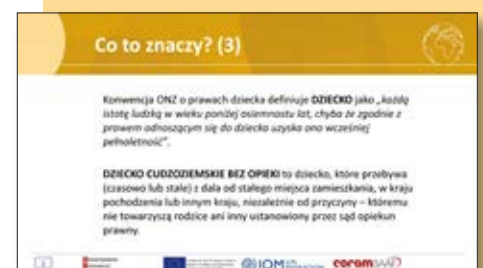 Co to znaczy? (3)
Konwencja ONZ o prawach dziecka definiuje DZIECKO jako „każdą
istotę ludzką w wieku poniżej osiemnastu lat, chyba że zgodnie z
prawem odnoszącym się do dziecka uzyska ono wcześniej
pełnoletność".
DZIECKO CUDZOZIEMSKIE BEZ OPIEKI to dziecko, które przebywa
(czasowo lub stale) z dala od stałego miejsca zamieszkania, w kraju
pochodzenia lub innym kraju, niezależnie od przyczyny – któremu
nie towarzyszą rodzice ani inny ustanowiony przez sąd opiekun
prawny.
IOM coram BAAF